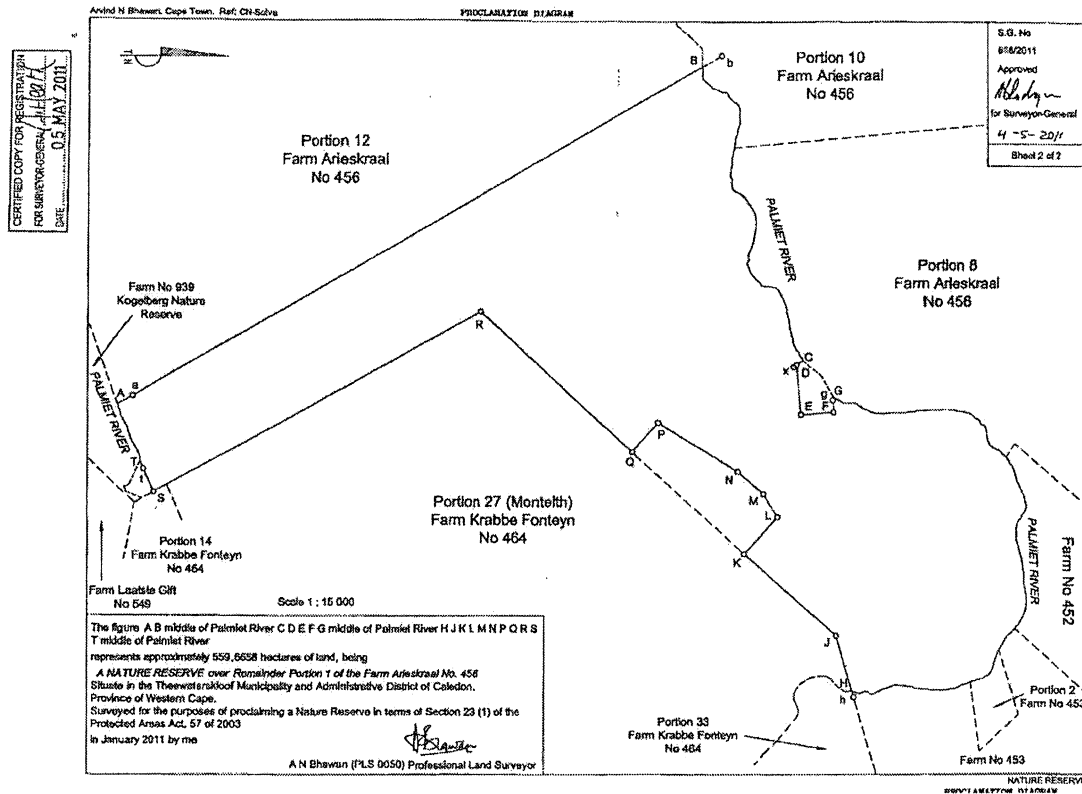 Arvind N Bhawan, Cape Town. Ref: CN-Solva
PROCLAMATION DIAGRAM
CERTIFIED COPY FOR REGISTRATION
FOR SURVEYOR-GENERAL
DATE 05 MAY 2011
S.G. No
Approved
for Surveyor-General
4-5-2011
Sheet 2 of 2
B
b
Portion 10
Farm Arieskraal
No 456
Portion 12
Farm Arieskraal
No 456
PALMIET RIVER
Portion 8
Farm Arieskraal
No 456
Farm No 939
Kogelberg Nature
Reserve
R
C
D
x
A
a
G
g
F
E
PALMIET RIVER
P
Q
N
M
L
T
t
S
K
Portion 27 (Monteith)
Farm Krabbe Fonteyn
No 464
Portion 14
Farm Krabbe Fonteyn
No 464
PALMIET RIVER
Farm No 452
Farm Laatste Gift
No 549
Scale 1 : 15 000
J
H
h
The figure A B middle of Palmiet River C D E F G middle of Palmiet River H J K L M N P Q R S
T middle of Palmiet River
represents approximately 559,6658 hectares of land, being
A NATURE RESERVE over Remainder Portion 1 of the Farm Arieskraal No. 456
Situate in the Theewaterskloof Municipality and Administrative District of Caledon.
Province of Western Cape.
Surveyed for the purposes of proclaiming a Nature Reserve in terms of Section 23 (1) of the
Protected Areas Act, 57 of 2003
in January 2011 by me
A N Bhawan (PLS 0050) Professional Land Surveyor
Portion 33
Farm Krabbe Fonteyn
No 464
Portion 2
Farm No 453
Farm No 453
NATURE RESERVE
PROCLAMATION DIAGRAM